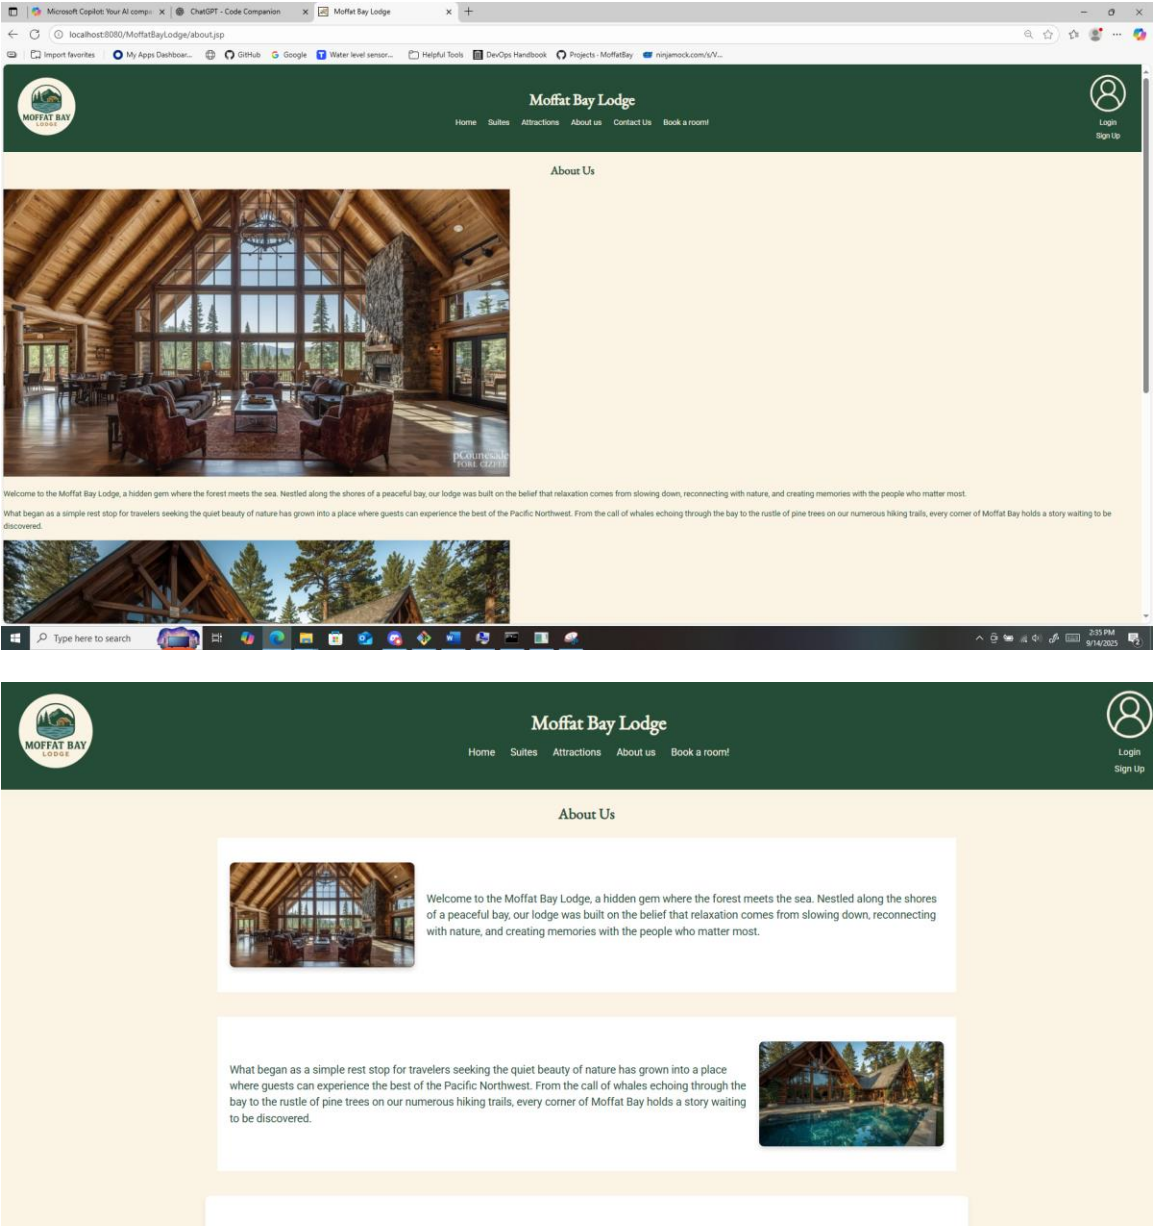 Microsoft Copilot: Your AI compa
ChatGPT - Code Companion
Moffat Bay Lodge
localhost:8080/MoffatBayLodge/about.jsp
Import favorites
My Apps Dashboar...
GitHub
Google
Water level sensor...
Helpful Tools
DevOps Handbook
Projects - MoffatBay
ninjamock.com/s/V...
MOFFAT BAY
LODGE
Moffat Bay Lodge
Home Suites Attractions About us Contact Us Book a room!
Login
Sign Up
About Us
Welcome to the Moffat Bay Lodge, a hidden gem where the forest meets the sea. Nestled along the shores of a peaceful bay, our lodge was built on the belief that relaxation comes from slowing down, reconnecting with nature, and creating memories with the people who matter most.
What began as a simple rest stop for travelers seeking the quiet beauty of nature has grown into a place where guests can experience the best of the Pacific Northwest. From the call of whales echoing through the bay to the rustle of pine trees on our numerous hiking trails, every corner of Moffat Bay holds a story waiting to be
discovered.
Type here to search
2:35 PM
9/14/2025
MOFFAT BAY
LODGE
Moffat Bay Lodge
Home Suites Attractions About us Book a room!
Login
Sign Up
About Us
Welcome to the Moffat Bay Lodge, a hidden gem where the forest meets the sea. Nestled along the shores
of a peaceful bay, our lodge was built on the belief that relaxation comes from slowing down, reconnecting
with nature, and creating memories with the people who matter most.
What began as a simple rest stop for travelers seeking the quiet beauty of nature has grown into a place
where guests can experience the best of the Pacific Northwest. From the call of whales echoing through the
bay to the rustle of pine trees on our numerous hiking trails, every corner of Moffat Bay holds a story waiting
to be discovered.